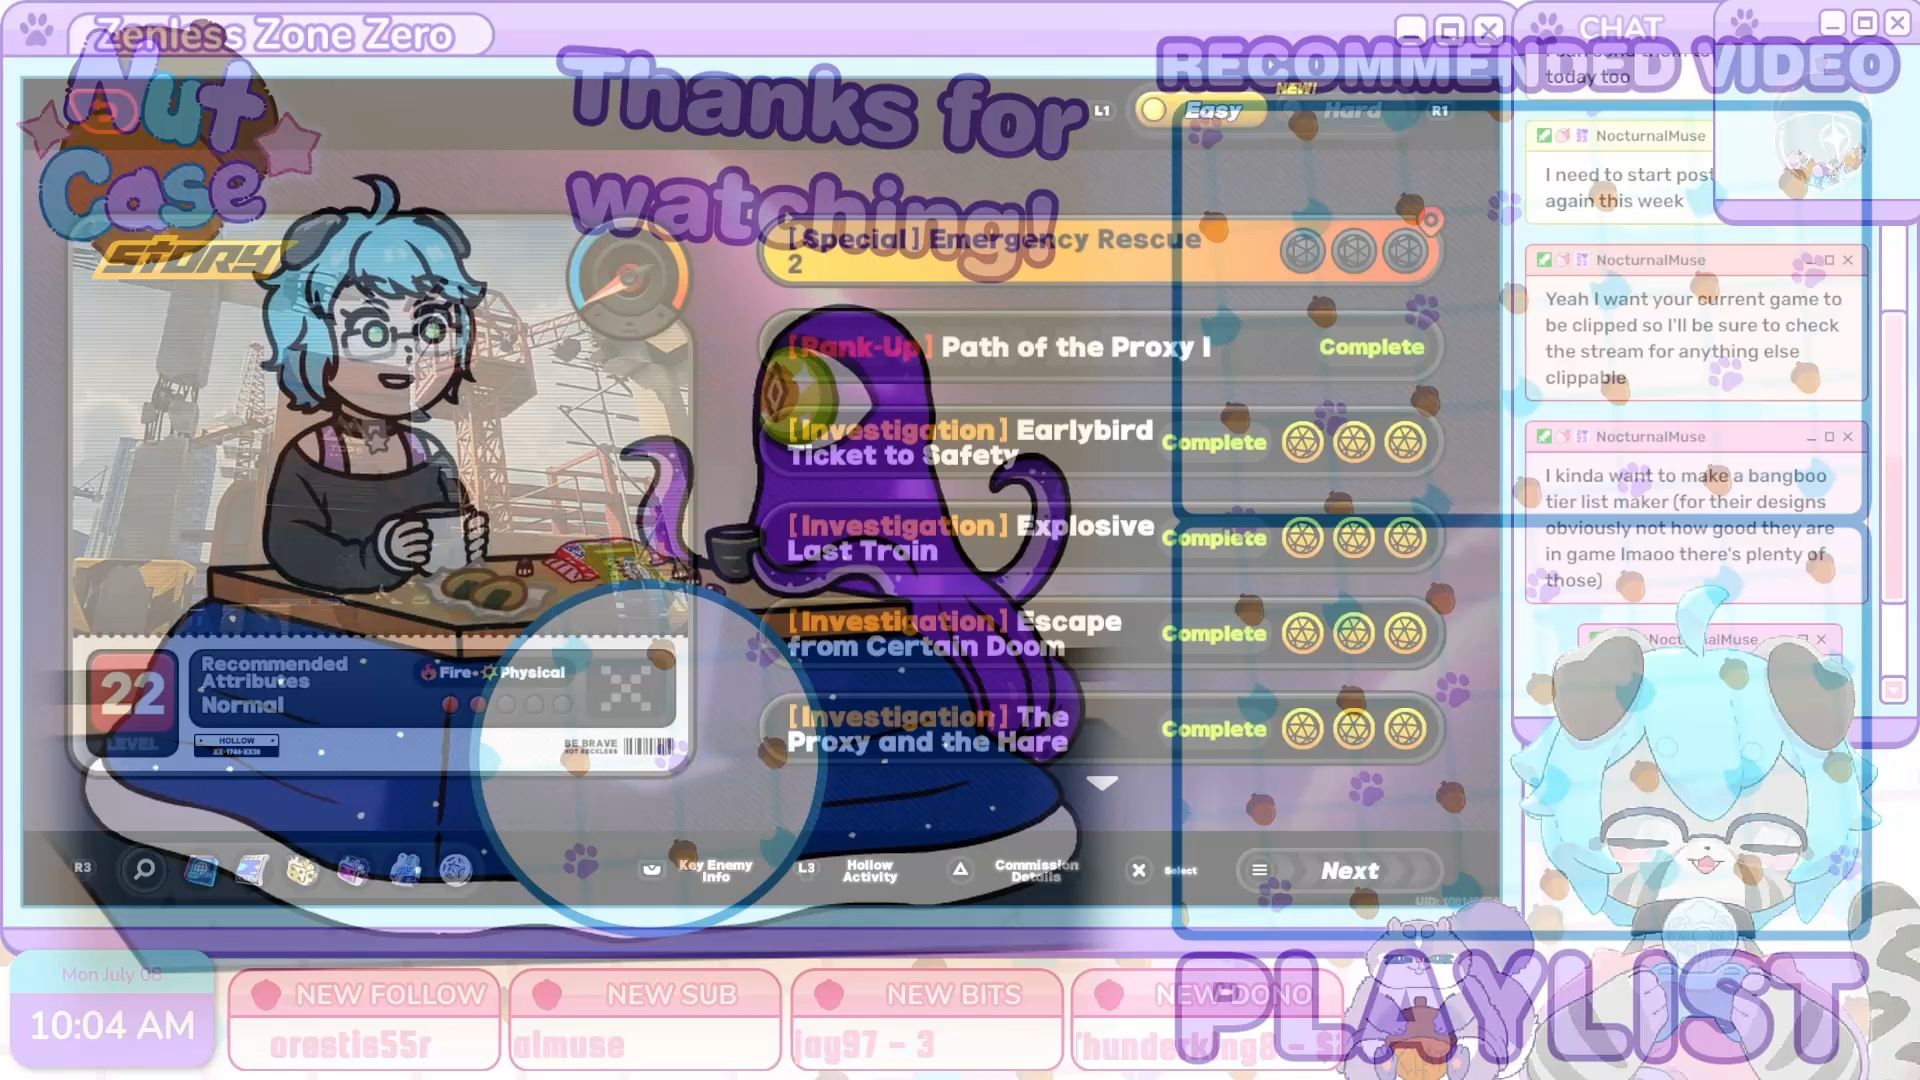 Zenless Zone Zero
CHAT
Nut
Case
Thanks for
watching!
RECOMMENDED VIDEO
today too
L1
Easy
NEW!
Hard
R1
NocturnalMuse
I need to start post
again this week
STORY
[Special] Emergency Rescue
2
NocturnalMuse
Yeah I want your current game to
be clipped so I'll be sure to check
the stream for anything else
clippable
[Rank-Up] Path of the Proxy I
Complete
[Investigation] Earlybird
Ticket to Safety
Complete
NocturnalMuse
I kinda want to make a bangboo
tier list maker (for their designs
obviously not how good they are
in game lmaoo there's plenty of
those)
[Investigation] Explosive
Last Train
Complete
[Investigation] Escape
from Certain Doom
Complete
NocturnalMuse
22
LEVEL
Recommended
Attributes
Normal
Fire
Physical
HOLLOW
XX-1744-XX39
BE BRAVE
NOT RECKLESS
[Investigation] The
Proxy and the Hare
Complete
R3
Key Enemy
Info
L3
Hollow
Activity
Commission
Details
Select
Next
Mon July 08
10:04 AM
NEW FOLLOW
orestis55r
NEW SUB
almuse
NEW BITS
jay97 - 3
NEW DONO
PLAYLIST